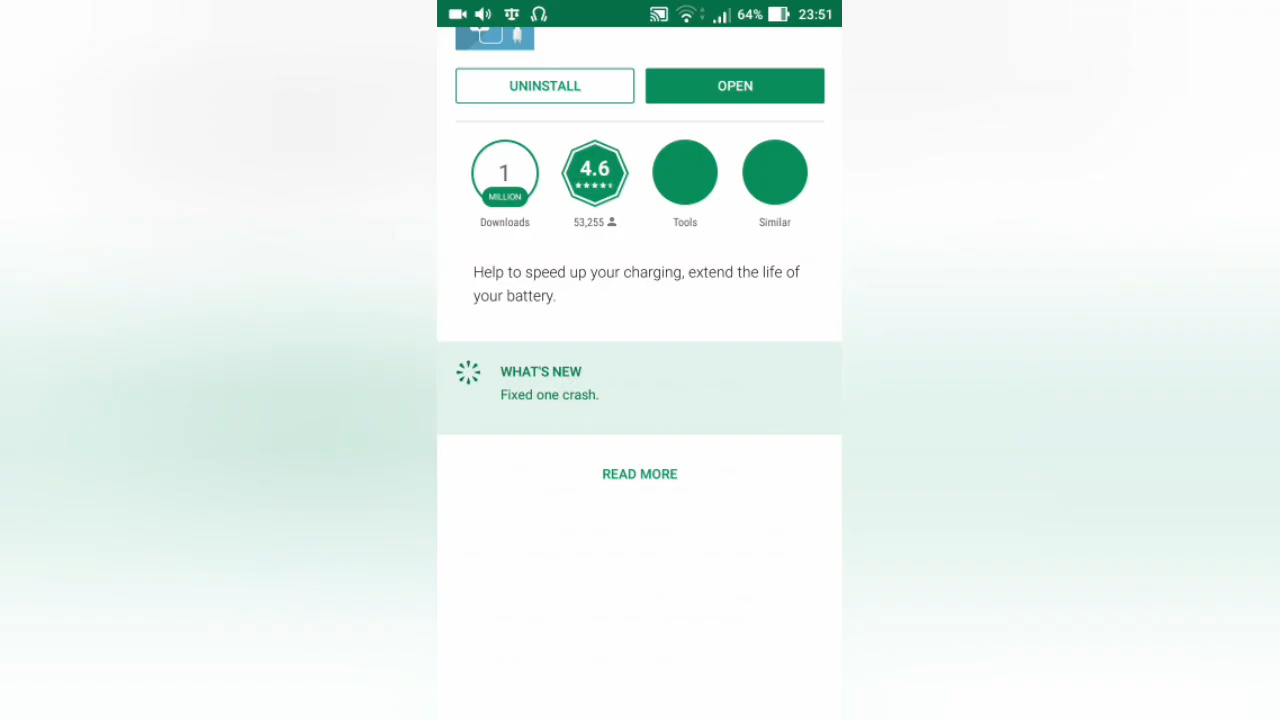 64% 23:51
UNINSTALL OPEN
1 4.6
MILLION
Downloads 53,255 Tools Similar
Help to speed up your charging, extend the life of
your battery.
WHAT'S NEW
Fixed one crash.
READ MORE